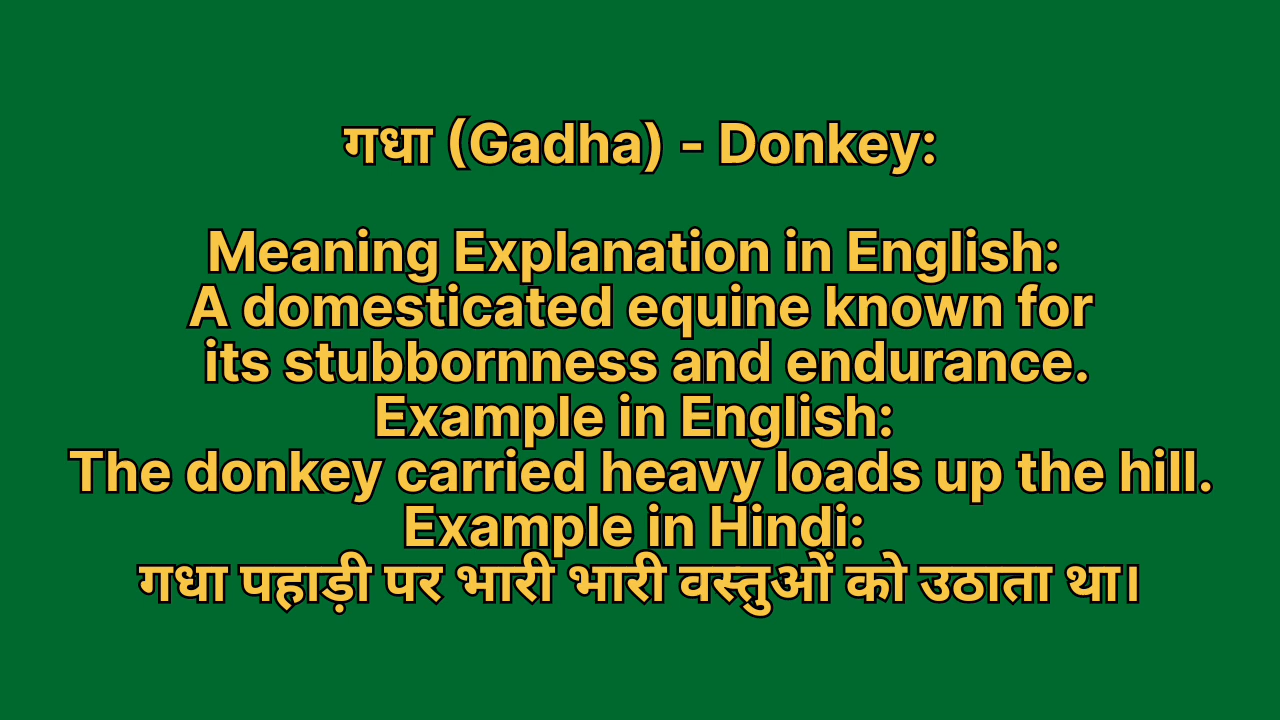 गधा (Gadha) - Donkey:
Meaning Explanation in English:
A domesticated equine known for
its stubbornness and endurance.
Example in English:
The donkey carried heavy loads up the hill.
Example in Hindi:
गधा पहाड़ी पर भारी भारी वस्तुओं को उठाता था।